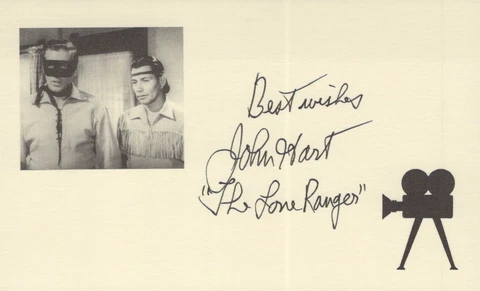 Best wishes
John Hart
"The Lone Ranger"